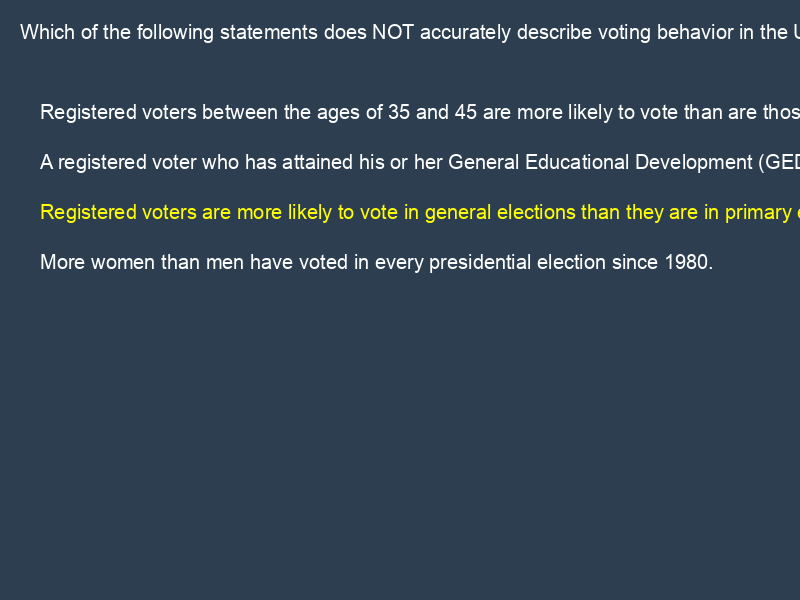 Which of the following statements does NOT accurately describe voting behavior in the
Registered voters between the ages of 35 and 45 are more likely to vote than are
A registered voter who has attained his or her General Educational Development
Registered voters are more likely to vote in general elections than they are in primary
More women than men have voted in every presidential election since 1980.